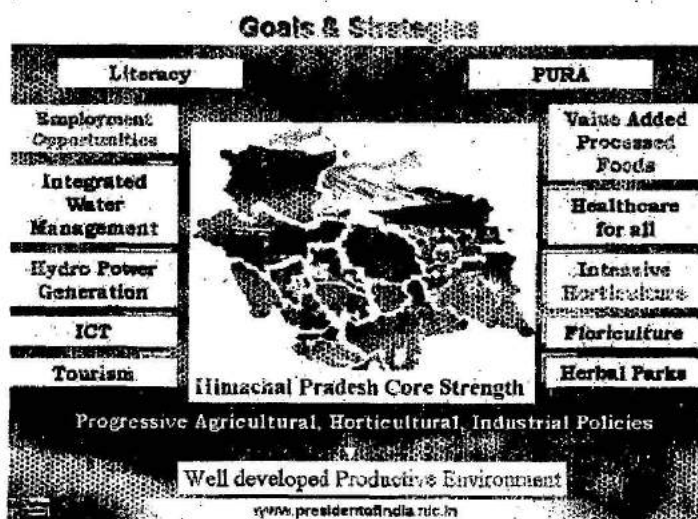 Goals & Strategies
Literacy
PURA
Employment
Opportunities
Integrated
Water
Management
Hydro Power
Generation
ICT
Tourism
Value Added
Processed
Foods
Healthcare
for all
Intensive
Horticulture
Floriculture
Herbal Parks
Himachal Pradesh Core Strength
Progressive Agricultural, Horticultural, Industrial Policies
Well developed Productive Environment
www.presidentofindia.nic.in